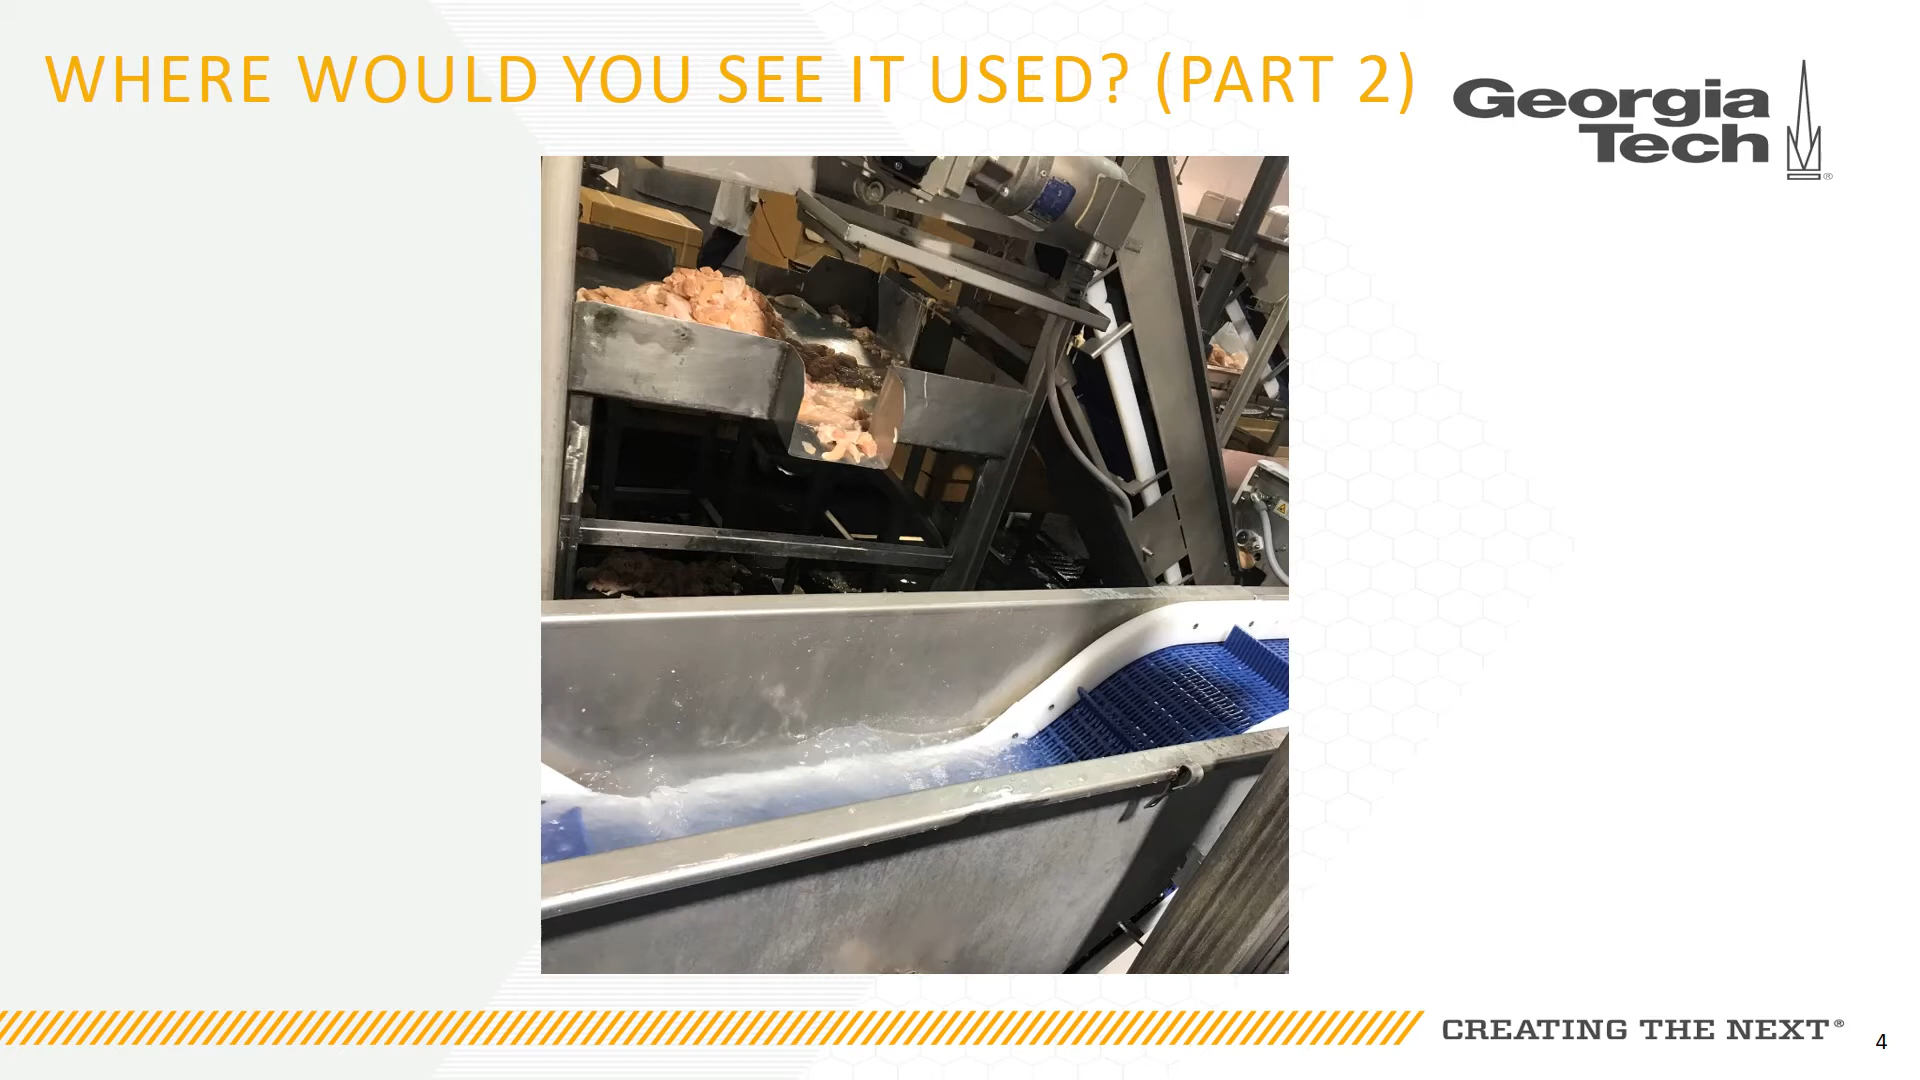 WHERE WOULD YOU SEE IT USED? (PART 2)
Georgia
Tech
®
CREATING THE NEXT®
4